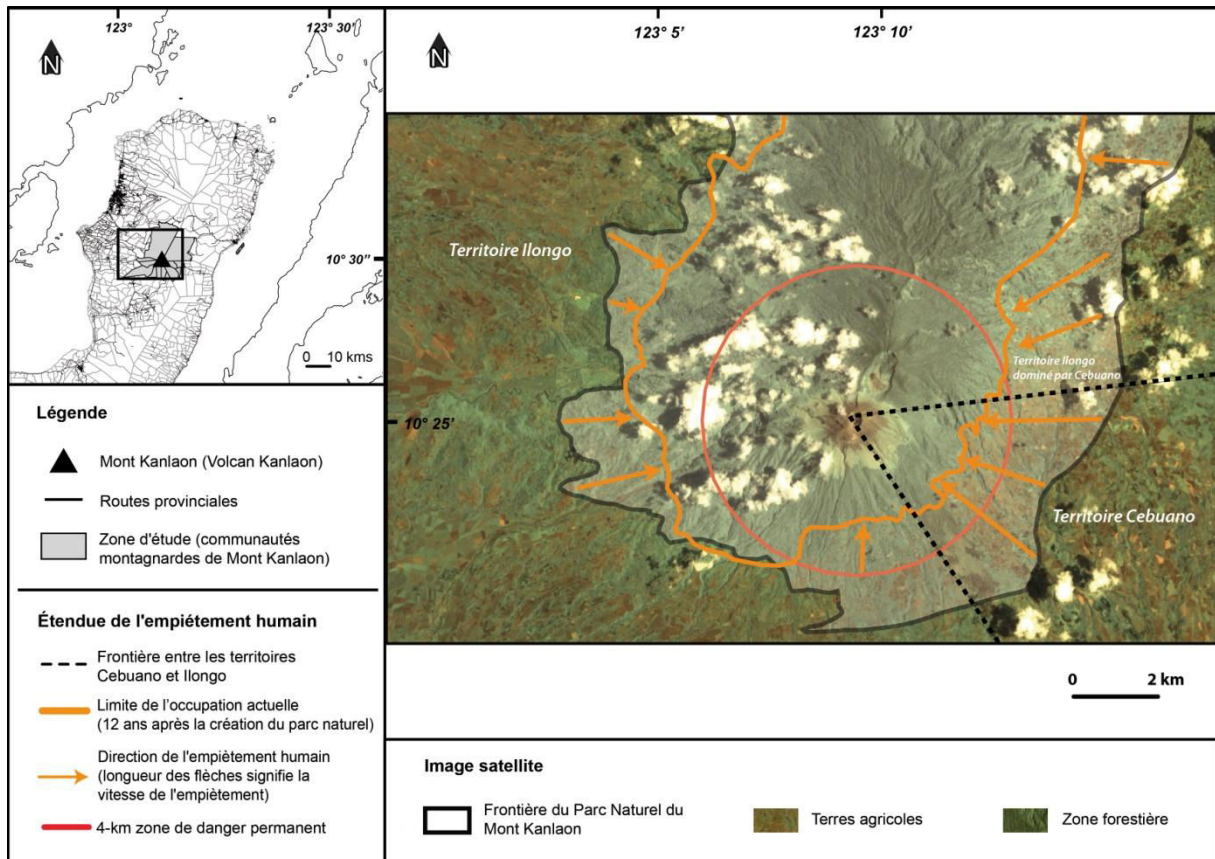 123°
123° 30'
N
10° 30"
0 10 kms
Légende
Mont Kanlaon (Volcan Kanlaon)
Routes provinciales
Zone d'étude (communautés
montagnardes de Mont Kanlaon)
Étendue de l'empiétement humain
Frontière entre les territoires
Cebuano et Ilongo
Limite de l'occupation actuelle
(12 ans après la création du parc naturel)
Direction de l'empiètement humain
(longueur des flèches signifie la
vitesse de l'empiètement)
4-km zone de danger permanent
123° 5'
123° 10'
N
Territoire Ilongo
Territoire Ilongo
dominé par Cebuano
10° 25'
Territoire Cebuano
0 2 km
Image satellite
Frontière du Parc Naturel du
Mont Kanlaon
Terres agricoles
Zone forestière